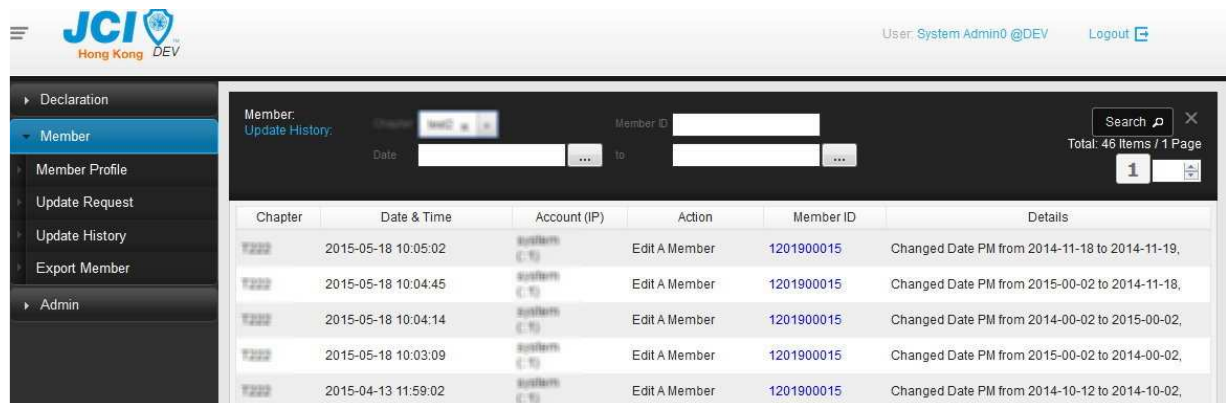 JCI
Hong Kong DEV
User: System Admin0 @DEV Logout
Declaration
Member
Member Profile
Update Request
Update History
Export Member
Admin
Member:
Update History:
Chapter
Member ID
Search
Date
...
to
...
Total: 46 Items / 1 Page
1
Chapter Date & Time Account (IP) Action Member ID Details
2015-05-18 10:05:02 Edit A Member 1201900015 Changed Date PM from 2014-11-18 to 2014-11-19,
2015-05-18 10:04:45 Edit A Member 1201900015 Changed Date PM from 2015-00-02 to 2014-11-18,
2015-05-18 10:04:14 Edit A Member 1201900015 Changed Date PM from 2014-00-02 to 2015-00-02,
2015-05-18 10:03:09 Edit A Member 1201900015 Changed Date PM from 2015-00-02 to 2014-00-02,
2015-04-13 11:59:02 Edit A Member 1201900015 Changed Date PM from 2014-10-12 to 2014-10-02,